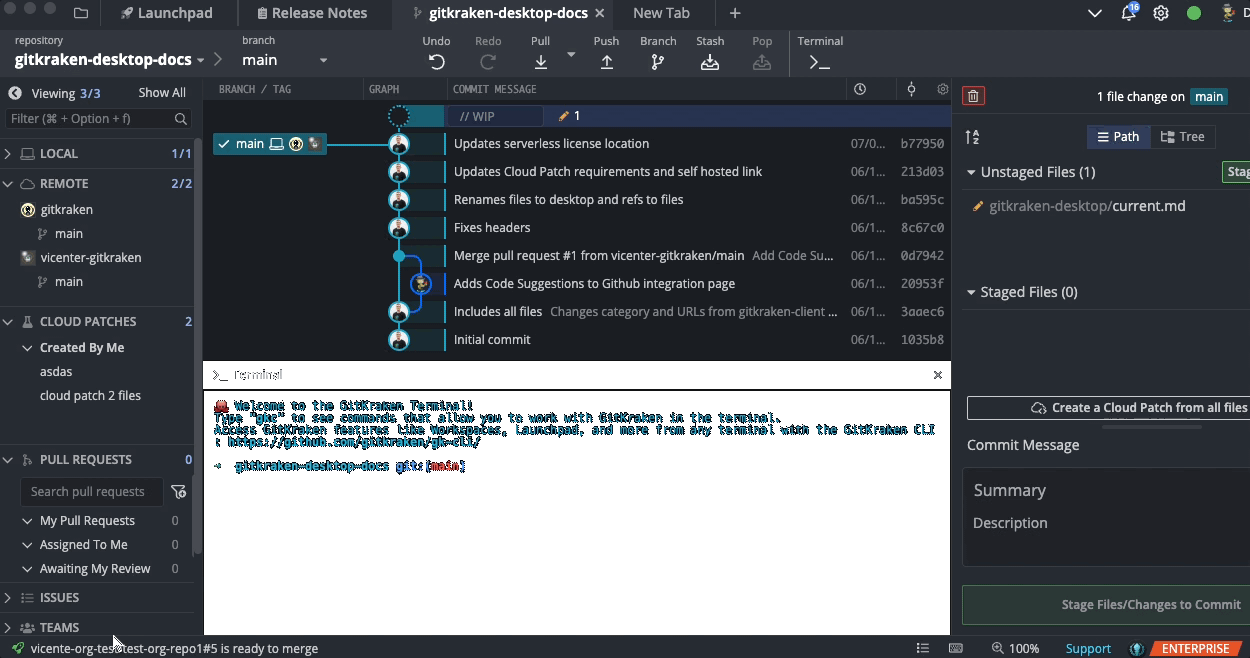 Launchpad
Release Notes
gitkraken-desktop-docs
New Tab
16
repository
gitkraken-desktop-docs
branch
main
Undo
Redo
Pull
Push
Branch
Stash
Pop
Terminal
Viewing 3/3
Show All
Filter (⌘ + Option + f)
LOCAL 1/1
REMOTE 2/2
gitkraken
main
vicenter-gitkraken
main
CLOUD PATCHES 2
Created By Me
asdas
cloud patch 2 files
PULL REQUESTS 0
Search pull requests
My Pull Requests 0
Assigned To Me 0
Awaiting My Review 0
ISSUES
TEAMS
BRANCH / TAG
GRAPH
COMMIT MESSAGE
// WIP
1
main
Updates serverless license location 07/0... b77950
Updates Cloud Patch requirements and self hosted link 06/1... 213d03
Renames files to desktop and refs to files 06/1... ba595c
Fixes headers 06/1... 8c67c0
Merge pull request #1 from vicenter-gitkraken/main Add Code Su... 06/1... 0d7942
Adds Code Suggestions to Github integration page 06/1... 20953f
Includes all files Changes category and URLs from gitkraken-client ... 06/1... 3aaec6
Initial commit 06/1... 1035b8
Terminal
Welcome to the GitKraken Terminal!
Type "gkc" to see commands that allow you to work with GitKraken in the terminal.
Access GitKraken features like Workspaces, Launchpad, and more from any terminal with the GitKraken CLI
: https://github.com/gitkraken/gk-cli/
→ gitkraken-desktop-docs git:(main)
1 file change on main
Path
Tree
Unstaged Files (1)
Stag
gitkraken-desktop/current.md
Staged Files (0)
Create a Cloud Patch from all files
Commit Message
Summary
Description
Stage Files/Changes to Commit
test-org-repo1#5 is ready to merge
100%
Support
ENTERPRISE